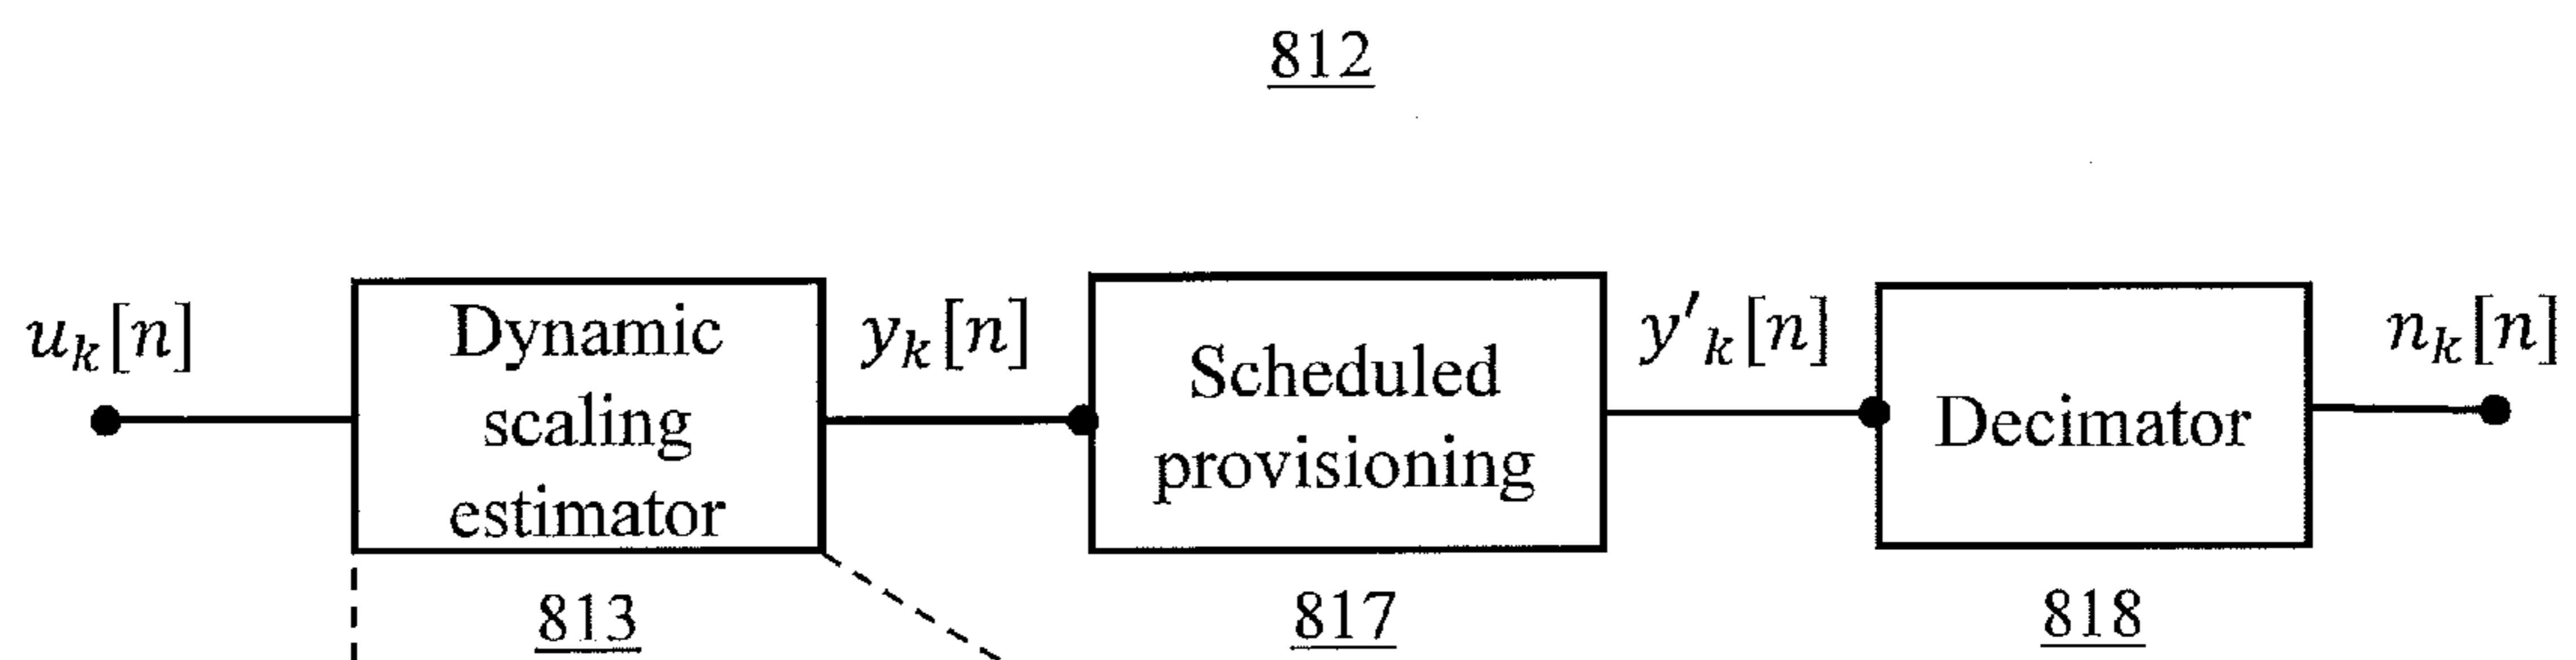 812
u_k[n]
Dynamic
scaling
estimator
y_k[n]
Scheduled
provisioning
y'_k[n]
Decimator
n_k[n]
813
817
818